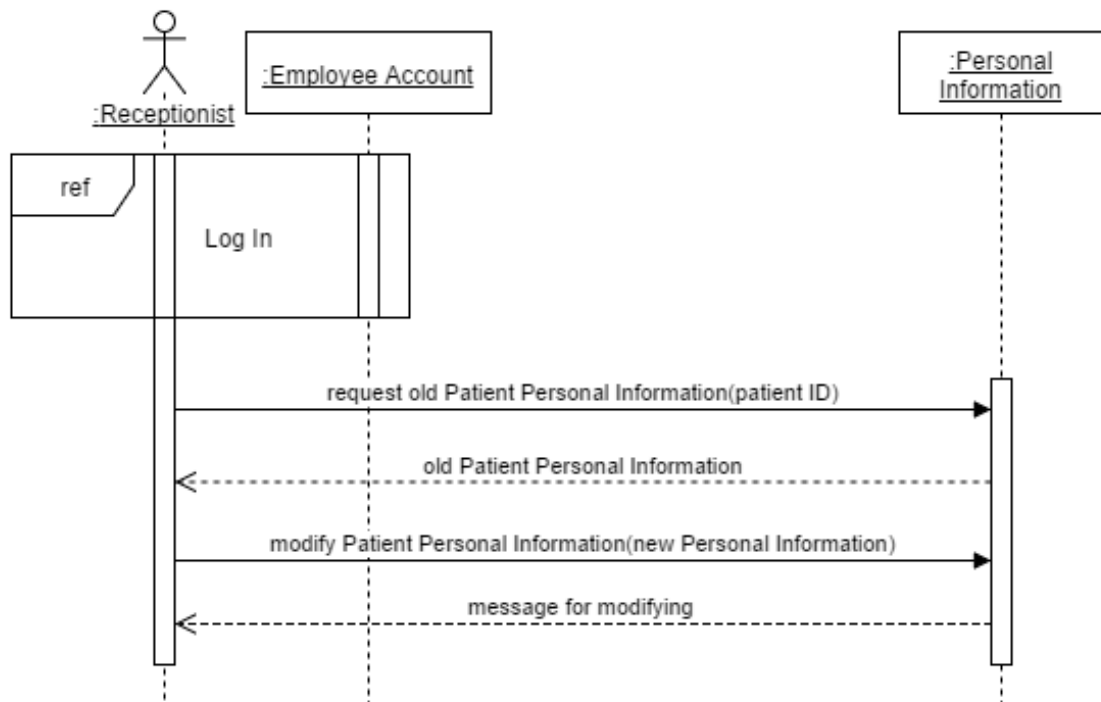 :Receptionist
:Employee Account
:Personal
Information
ref
Log In
request old Patient Personal Information(patient ID)
old Patient Personal Information
modify Patient Personal Information(new Personal Information)
message for modifying